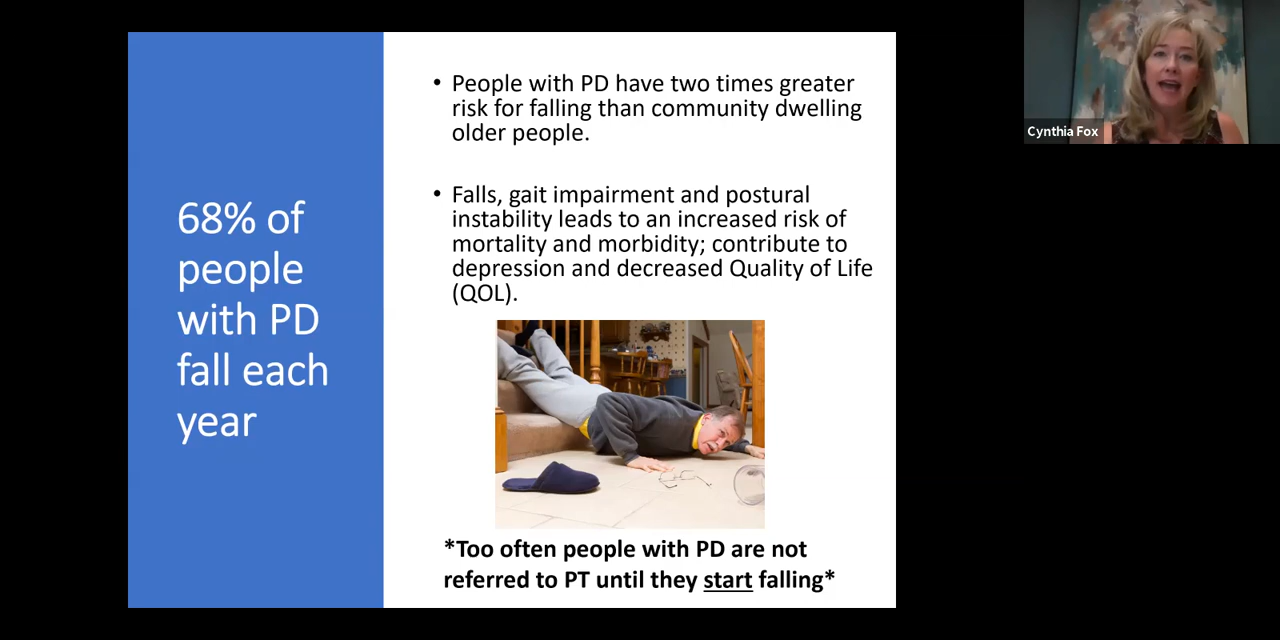 68% of
people
with PD
fall each
year
• People with PD have two times greater
risk for falling than community dwelling
older people.
• Falls, gait impairment and postural
instability leads to an increased risk of
mortality and morbidity; contribute to
depression and decreased Quality of Life
(QOL).
*Too often people with PD are not
referred to PT until they start falling*
Cynthia Fox